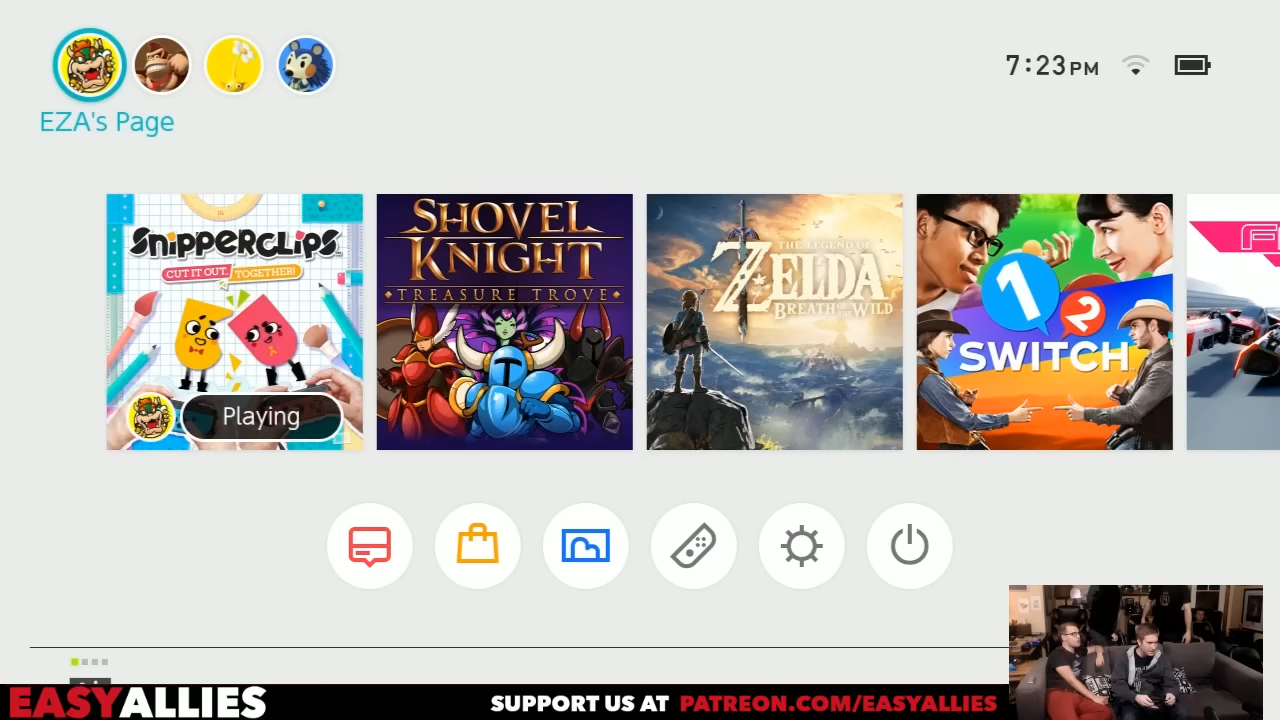 7:23PM
EZA's Page
SNIPPERCLIPS
CUT IT OUT, TOGETHER!
Playing
SHOVEL
KNIGHT
TREASURE TROVE
THE LEGEND OF
ZELDA
BREATH OF THE WILD
1 2
SWITCH
EASYALLIES
SUPPORT US AT PATREON.COM/EASYALLIES